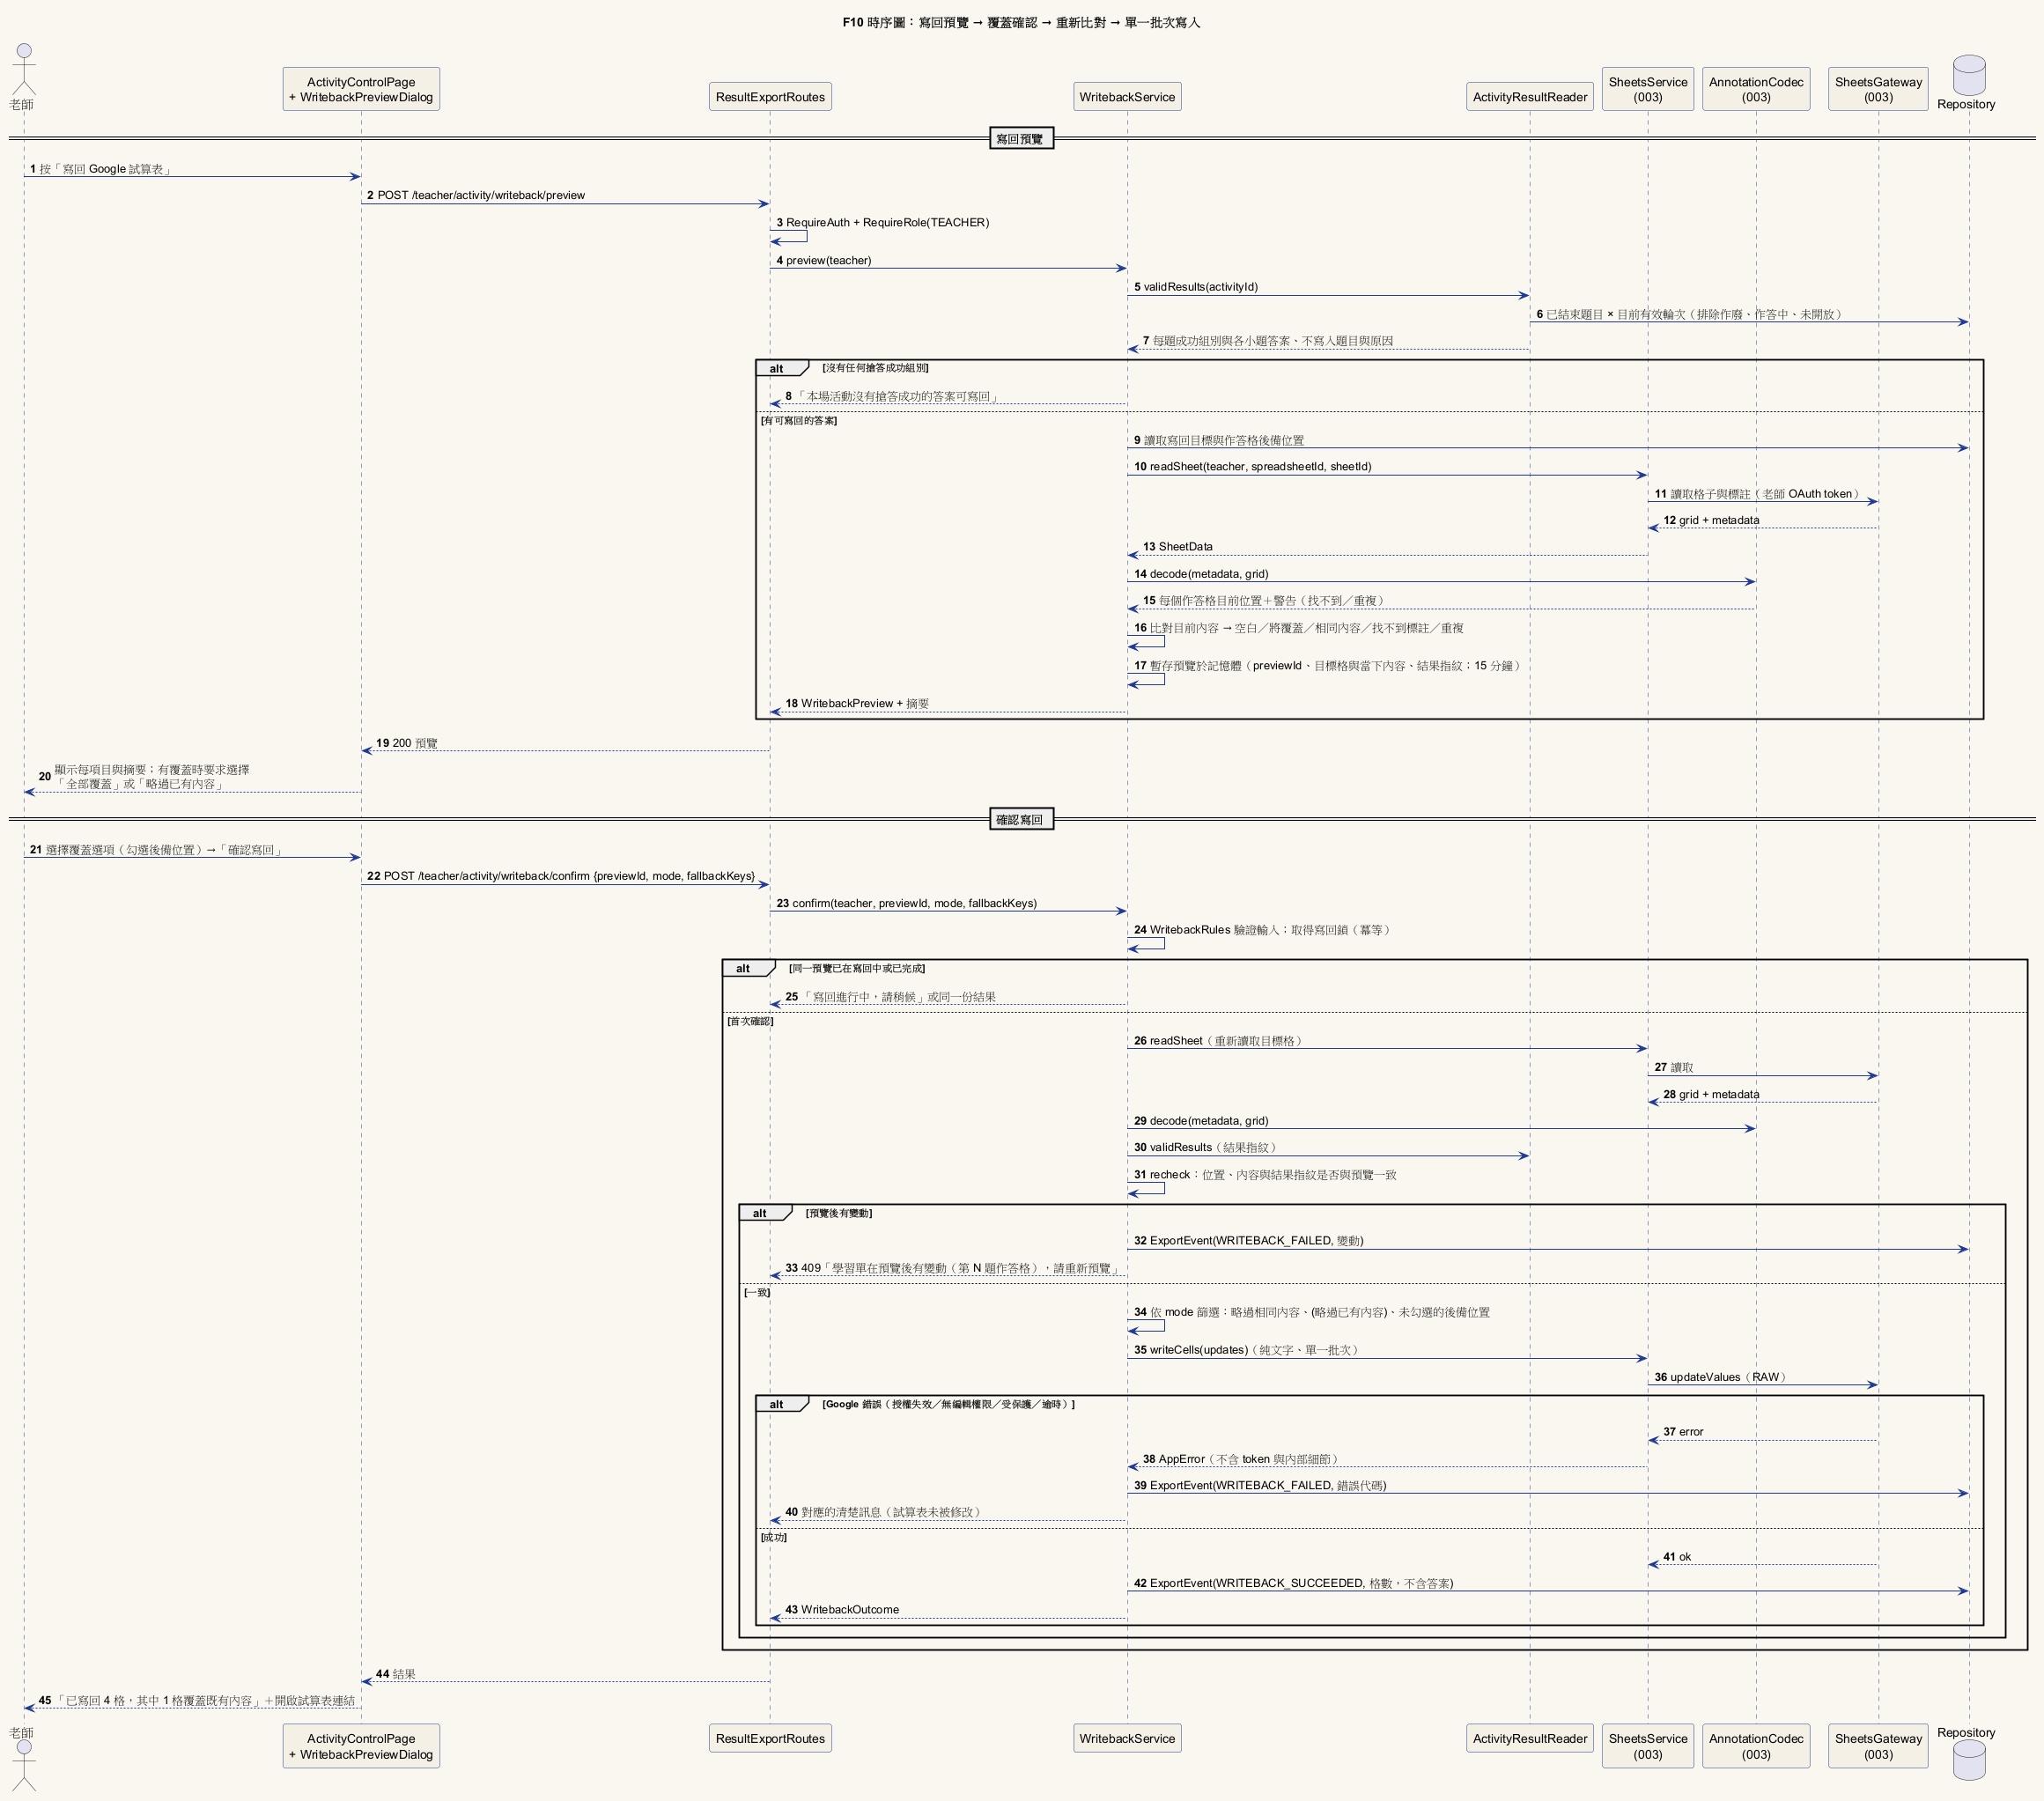 F10 時序圖：寫回預覽 → 覆蓋確認 → 重新比對 → 單一批次寫入
老師
ActivityControlPage
+ WritebackPreviewDialog
ResultExportRoutes
WritebackService
ActivityResultReader
SheetsService
(003)
AnnotationCodec
(003)
SheetsGateway
(003)
Repository
寫回預覽
1 按「寫回 Google 試算表」
2 POST /teacher/activity/writeback/preview
3 RequireAuth + RequireRole(TEACHER)
4 preview(teacher)
5 validResults(activityId)
6 已結束題目 × 目前有效輪次（排除作廢、作答中、未開放）
7 每題成功組別與各小題答案、不寫入題目與原因
alt [沒有任何搶答成功組別]
8 「本場活動沒有搶答成功的答案可寫回」
[有可寫回的答案]
9 讀取寫回目標與作答格後備位置
10 readSheet(teacher, spreadsheetId, sheetId)
11 讀取格子與標註（老師 OAuth token）
12 grid + metadata
13 SheetData
14 decode(metadata, grid)
15 每個作答格目前位置＋警告（找不到／重複）
16 比對目前內容 → 空白／將覆蓋／相同內容／找不到標註／重複
17 暫存預覽於記憶體（previewId、目標格與當下內容、結果指紋；15 分鐘）
18 WritebackPreview + 摘要
19 200 預覽
20 顯示每項目與摘要；有覆蓋時要求選擇
「全部覆蓋」或「略過已有內容」
確認寫回
21 選擇覆蓋選項（勾選後備位置）→「確認寫回」
22 POST /teacher/activity/writeback/confirm {previewId, mode, fallbackKeys}
23 confirm(teacher, previewId, mode, fallbackKeys)
24 WritebackRules 驗證輸入；取得寫回鎖（冪等）
alt [同一預覽已在寫回中或已完成]
25 「寫回進行中，請稍候」或同一份結果
[首次確認]
26 readSheet（重新讀取目標格）
27 讀取
28 grid + metadata
29 decode(metadata, grid)
30 validResults（結果指紋）
31 recheck：位置、內容與結果指紋是否與預覽一致
alt [預覽後有變動]
32 ExportEvent(WRITEBACK_FAILED, 變動)
33 409「學習單在預覽後有變動（第 N 題作答格），請重新預覽」
[一致]
34 依 mode 篩選：略過相同內容、(略過已有內容)、未勾選的後備位置
35 writeCells(updates)（純文字、單一批次）
36 updateValues（RAW）
alt [Google 錯誤（授權失效／無編輯權限／受保護／逾時）]
37 error
38 AppError（不含 token 與內部細節）
39 ExportEvent(WRITEBACK_FAILED, 錯誤代碼)
40 對應的清楚訊息（試算表未被修改）
[成功]
41 ok
42 ExportEvent(WRITEBACK_SUCCEEDED, 格數，不含答案)
43 WritebackOutcome
44 結果
45 「已寫回 4 格，其中 1 格覆蓋既有內容」＋開啟試算表連結
老師
ActivityControlPage
+ WritebackPreviewDialog
ResultExportRoutes
WritebackService
ActivityResultReader
SheetsService
(003)
AnnotationCodec
(003)
SheetsGateway
(003)
Repository